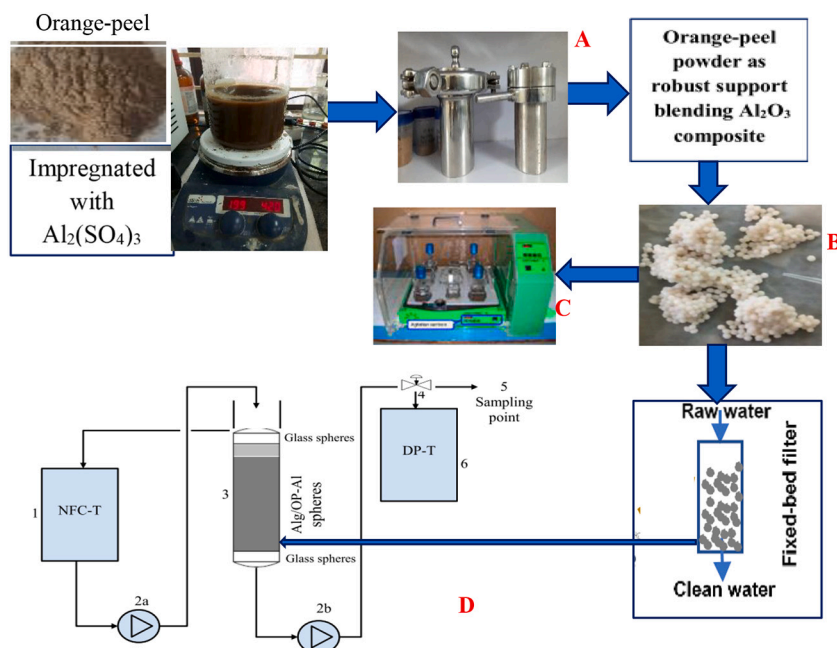 Orange-peel
Impregnated
with
Al₂(SO₄)₃
A
Orange-peel
powder as
robust support
blending Al₂O₃
composite
B
C
Raw water
Fixed-bed filter
Clean water
1
NFC-T
2a
3
Glass spheres
Alg/OP-Al
spheres
Glass spheres
2b
4
5
Sampling
point
DP-T
6
D